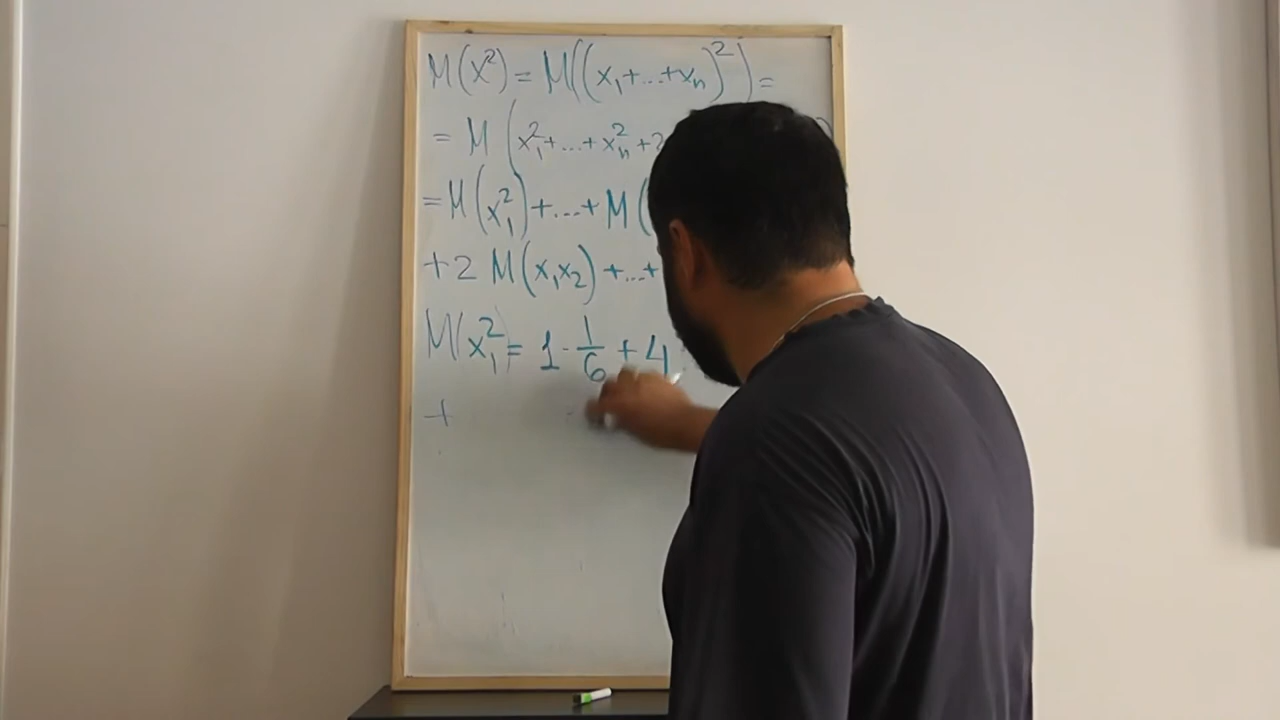 M(X²) = M((x₁+...+xₙ)²) =
= M(x₁²+...+xₙ²+2
=M(x₁²)+...+M(
+2 M(x₁x₂)+...+
M(x₁²)= 1·1/6+4
+